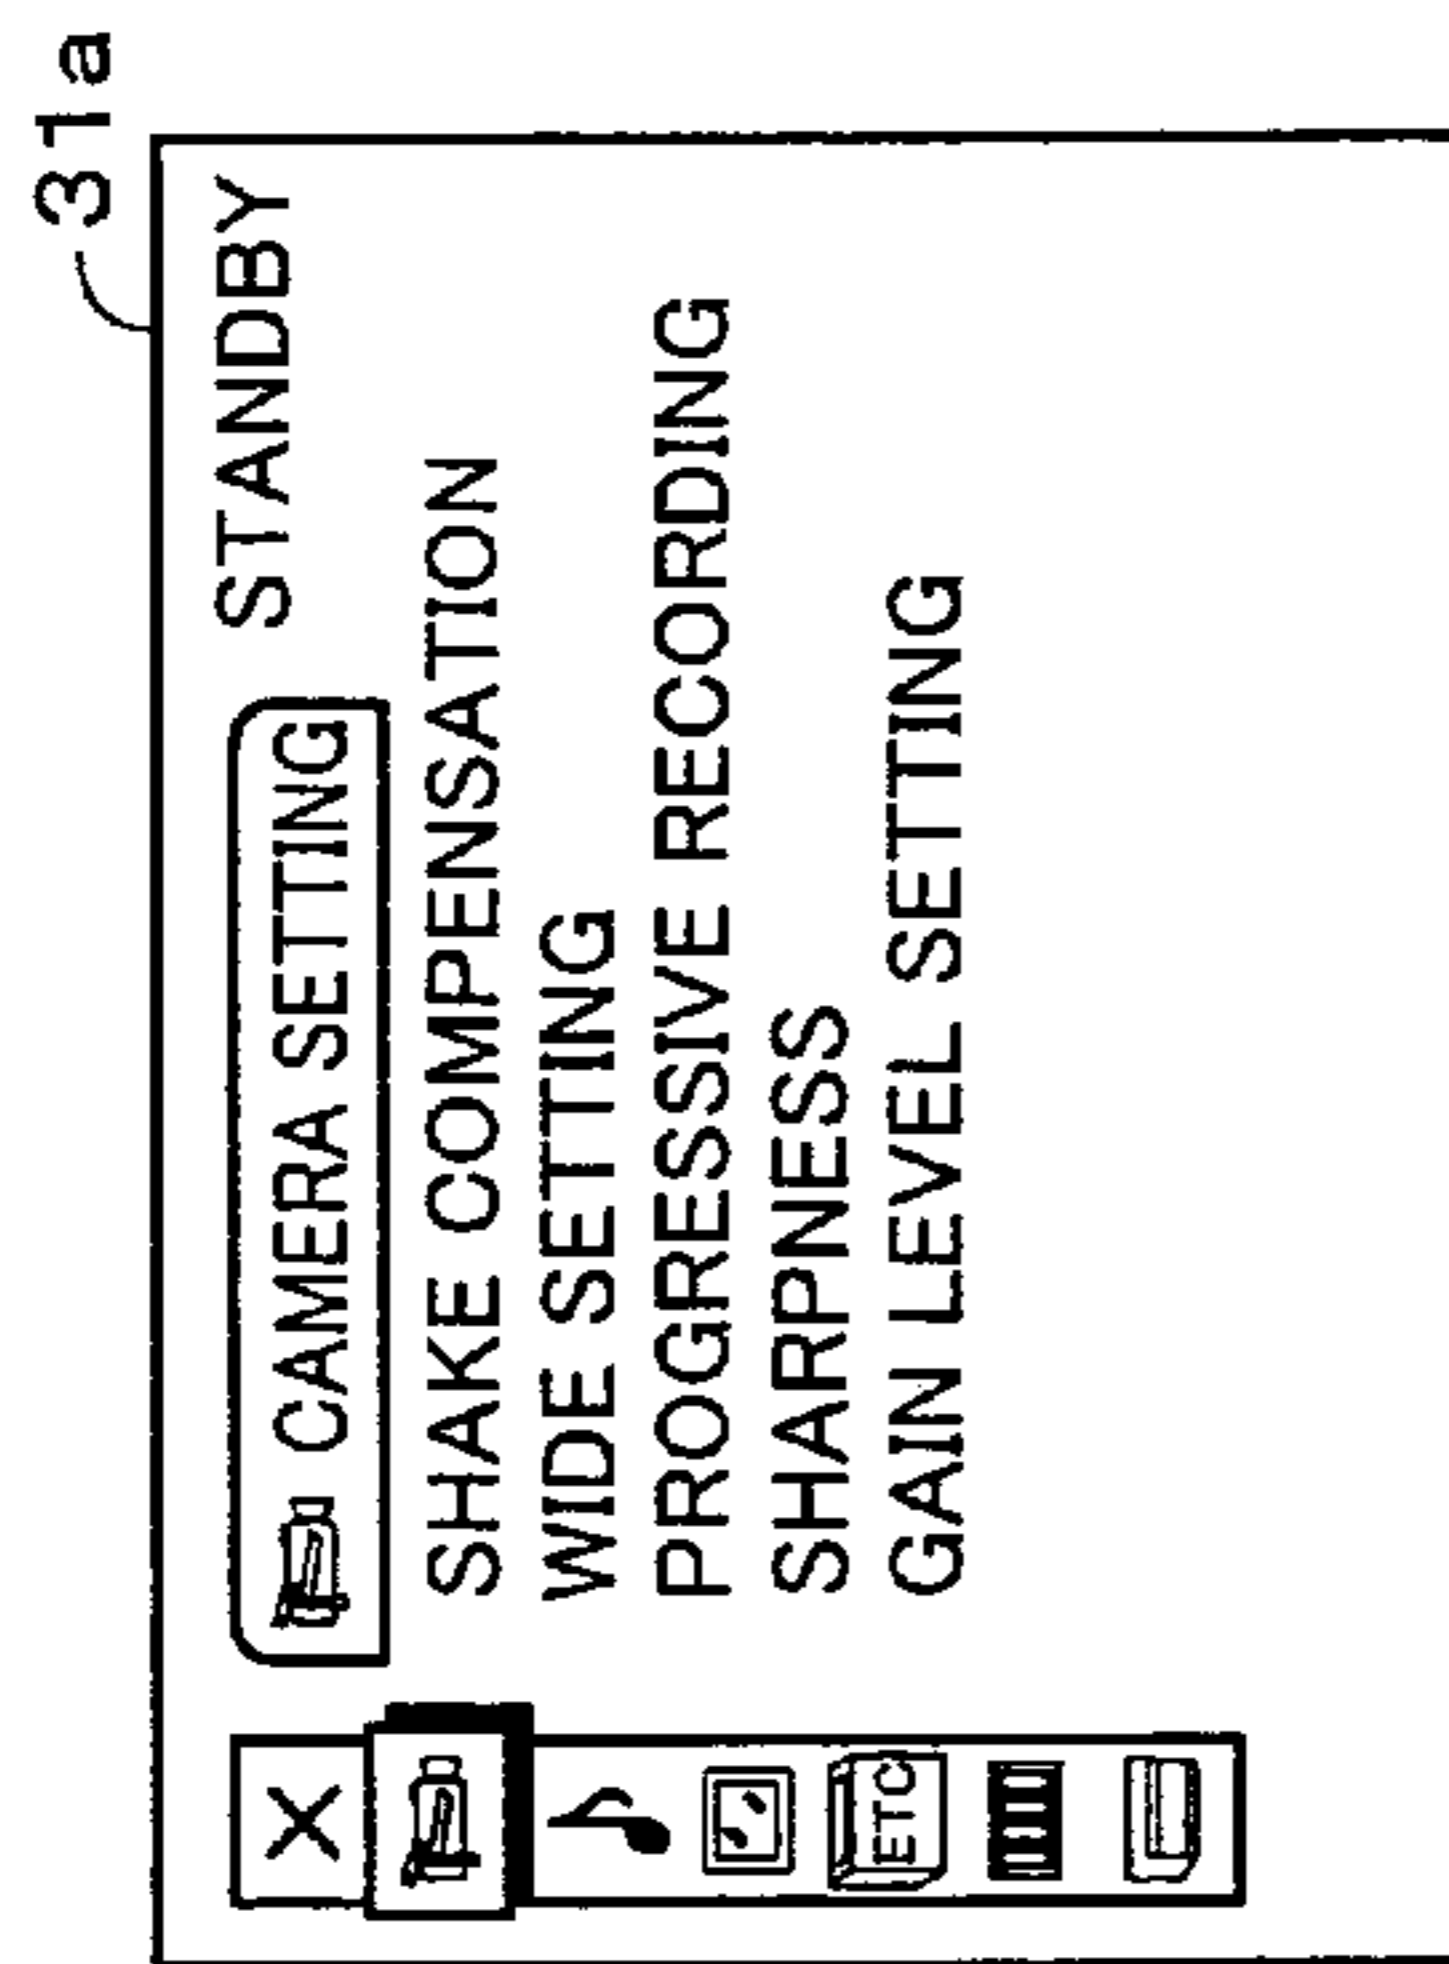 31a
CAMERA SETTING STANDBY
SHAKE COMPENSATION
WIDE SETTING
PROGRESSIVE RECORDING
SHARPNESS
GAIN LEVEL SETTING
ETC